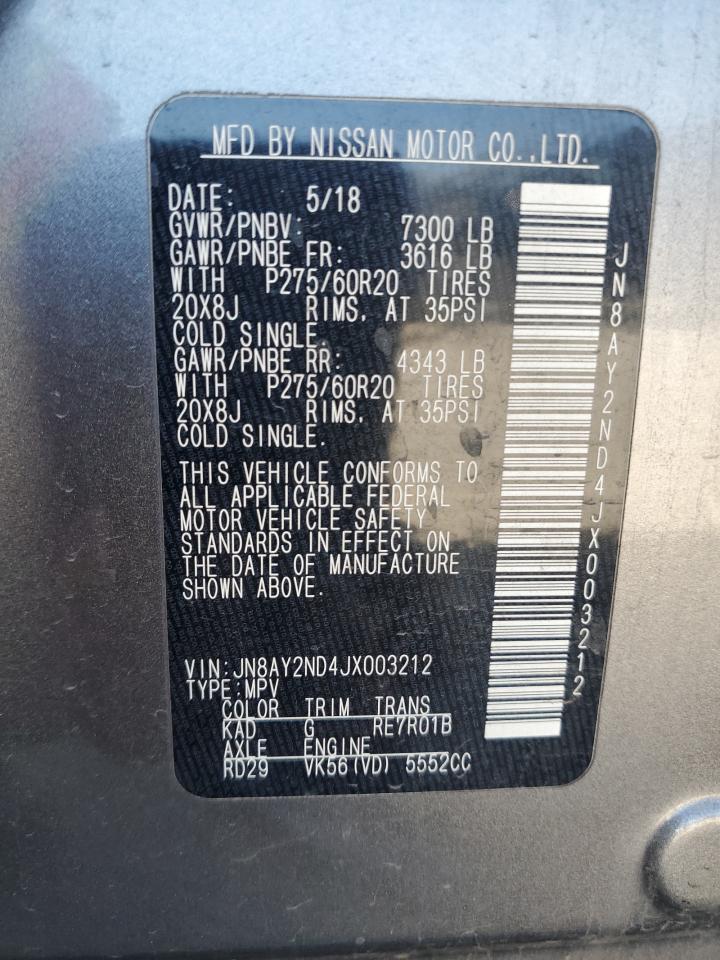 MFD BY NISSAN MOTOR CO.,LTD.
DATE: 5/18
GVWR/PNBV: 7300 LB
GAWR/PNBE FR: 3616 LB
WITH P275/60R20 TIRES
20X8J RIMS, AT 35PSI
COLD SINGLE.
GAWR/PNBE RR: 4343 LB
WITH P275/60R20 TIRES
20X8J RIMS, AT 35PSI
COLD SINGLE.
THIS VEHICLE CONFORMS TO
ALL APPLICABLE FEDERAL
MOTOR VEHICLE SAFETY
STANDARDS IN EFFECT ON
THE DATE OF MANUFACTURE
SHOWN ABOVE.
VIN:JN8AY2ND4JX003212
TYPE:MPV
COLOR TRIM TRANS
KAD G RE7R01B
AXLE ENGINE
RD29 VK56(VD) 5552CC
JN8AY2ND4JX003212